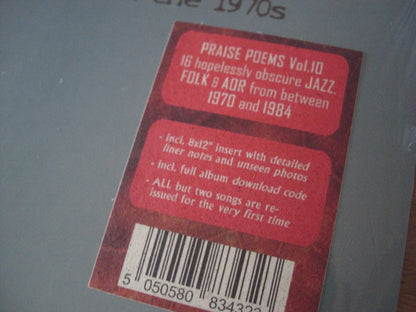 the 1970s
PRAISE POEMS Vol.10
16 hopelessly obscure JAZZ,
FOLK & AOR from between
1970 and 1984
- incl. 8x12" insert with detailed
liner notes and unseen photos
- incl. full album download code
- ALL but two songs are re-
issued for the very first time
5 050580